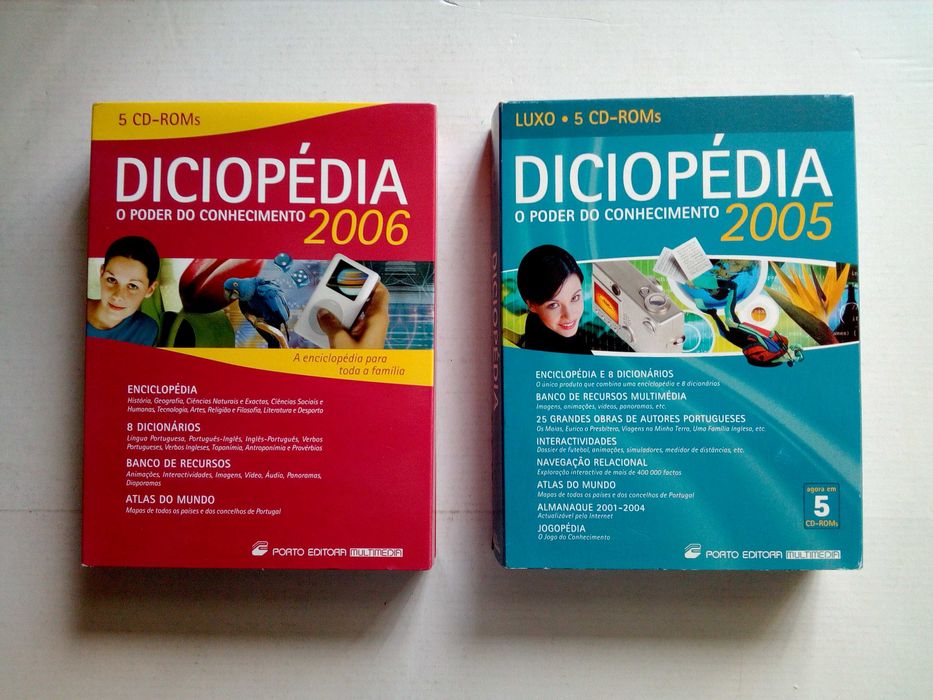 5 CD-ROMs
DICIOPÉDIA
O PODER DO CONHECIMENTO 2006
A enciclopédia para
toda a família
ENCICLOPÉDIA
História, Geografia, Ciências Naturais e Exactas, Ciências Sociais e
Humanas, Tecnologia, Artes, Religião e Filosofia, Literatura e Desporto
8 DICIONÁRIOS
Língua Portuguesa, Português-Inglês, Inglês-Português, Verbos
Portugueses, Verbos Ingleses, Toponímia, Antroponímia e Provérbios
BANCO DE RECURSOS
Animações, Interactividades, Imagens, Vídeo, Áudio, Panoramas,
Diaporamas
ATLAS DO MUNDO
Mapas de todos os países e dos concelhos de Portugal
PORTO EDITORA MULTIMEDIA
LUXO • 5 CD-ROMs
DICIOPÉDIA
O PODER DO CONHECIMENTO 2005
DICIOPÉDIA
ENCICLOPÉDIA E 8 DICIONÁRIOS
O único produto que combina uma enciclopédia e 8 dicionários
BANCO DE RECURSOS MULTIMÉDIA
Imagens, animações, vídeos, panoramas, etc.
25 GRANDES OBRAS DE AUTORES PORTUGUESES
Os Maias, Eurico o Presbítero, Viagens na Minha Terra, Uma Família Inglesa, etc.
INTERACTIVIDADES
Dossier de futebol, animações, simuladores, medidor de distâncias, etc.
NAVEGAÇÃO RELACIONAL
Exploração interactiva de mais de 400 000 factos
ATLAS DO MUNDO
Mapas de todos os países e dos concelhos de Portugal
ALMANAQUE 2001-2004
Actualizável pela Internet
JOGOPÉDIA
O Jogo do Conhecimento
agora em
5
CD-ROMs
PORTO EDITORA MULTIMEDIA